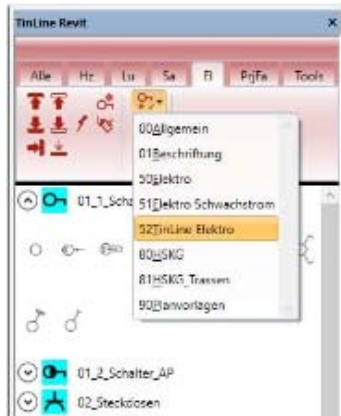 TinLine Revit
Alle Hz Lu Sa El PrjFa Tools
00Allgemein
01Beschriftung
50Elektro
01_1_Scha
51Elektro Schwachstrom
52TinLine Elektro
80HSKG
81HSKG_Trassen
90Planvorlagen
01_2_Schalter_AP
02_Steckdosen